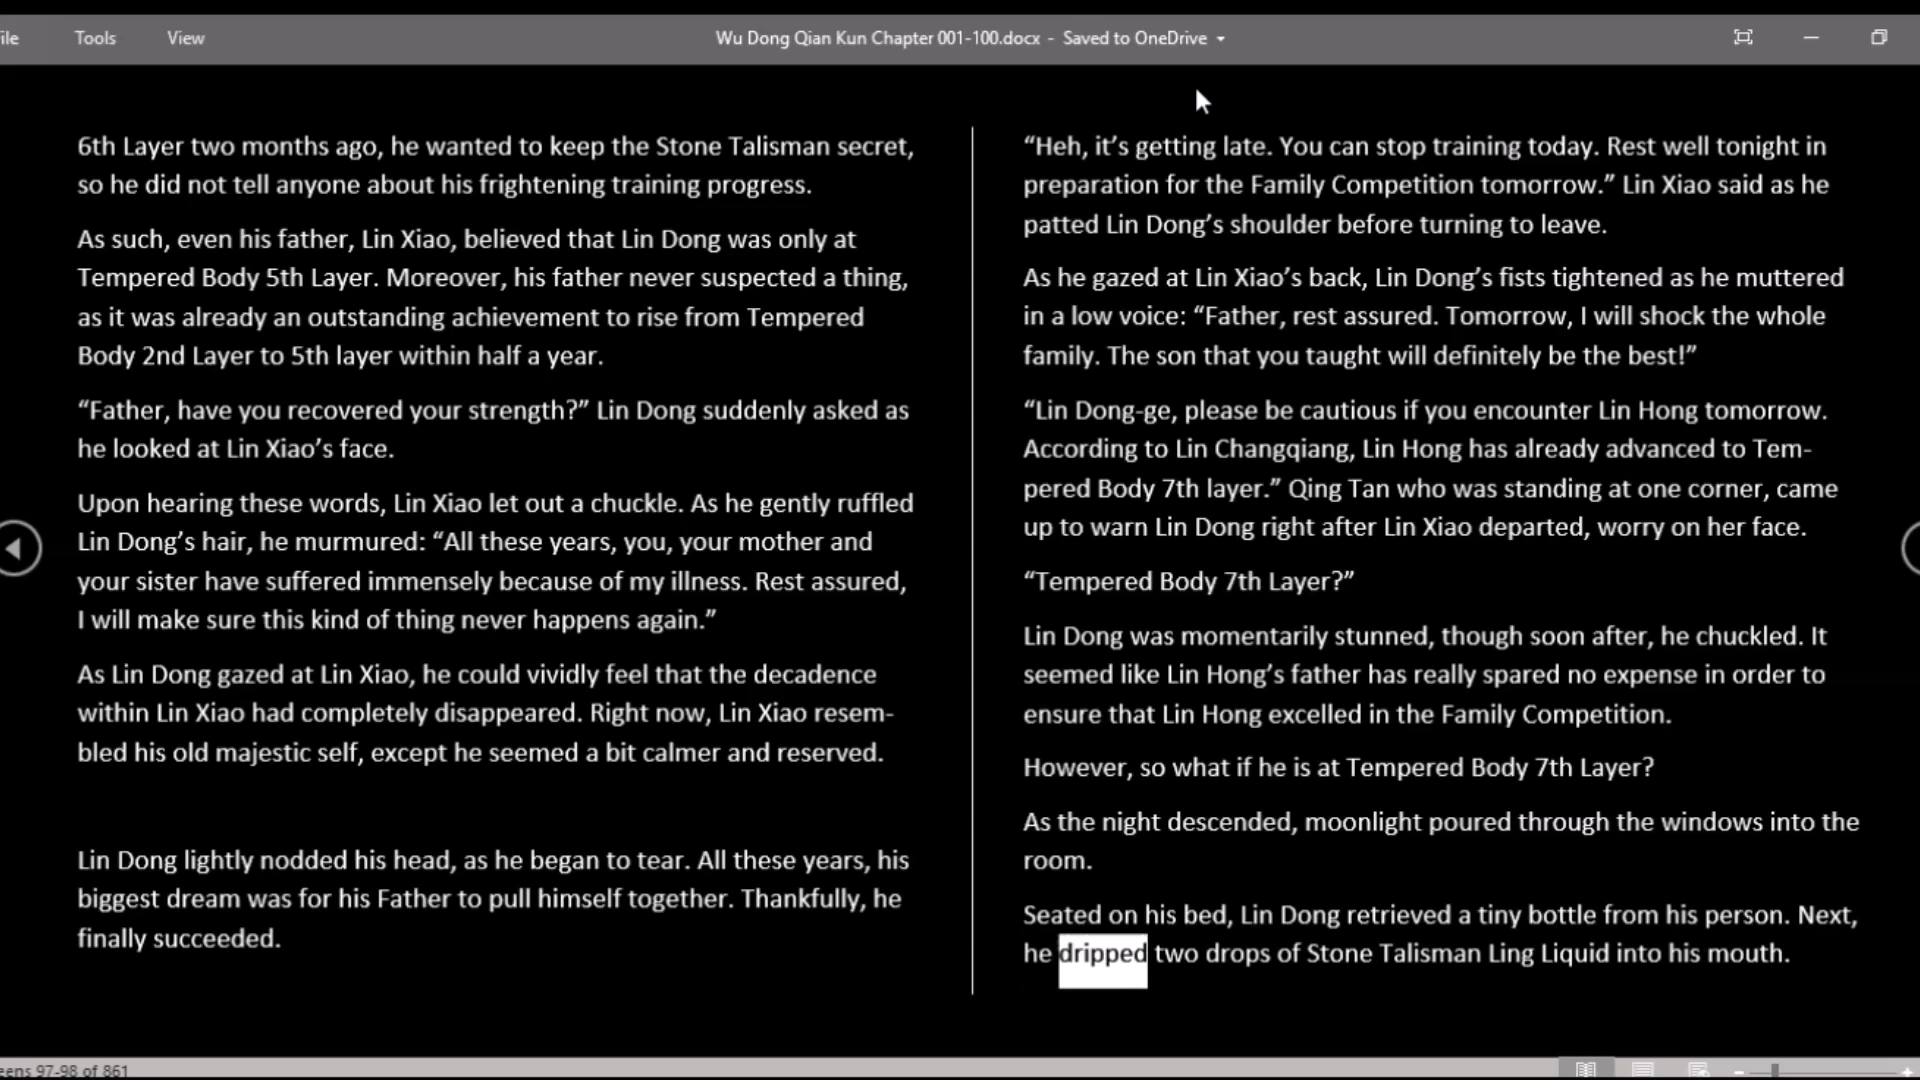 ile Tools View Wu Dong Qian Kun Chapter 001-100.docx - Saved to OneDrive
6th Layer two months ago, he wanted to keep the Stone Talisman secret,
so he did not tell anyone about his frightening training progress.
As such, even his father, Lin Xiao, believed that Lin Dong was only at
Tempered Body 5th Layer. Moreover, his father never suspected a thing,
as it was already an outstanding achievement to rise from Tempered
Body 2nd Layer to 5th layer within half a year.
“Father, have you recovered your strength?” Lin Dong suddenly asked as
he looked at Lin Xiao’s face.
Upon hearing these words, Lin Xiao let out a chuckle. As he gently ruffled
Lin Dong’s hair, he murmured: “All these years, you, your mother and
your sister have suffered immensely because of my illness. Rest assured,
I will make sure this kind of thing never happens again.”
As Lin Dong gazed at Lin Xiao, he could vividly feel that the decadence
within Lin Xiao had completely disappeared. Right now, Lin Xiao resem-
bled his old majestic self, except he seemed a bit calmer and reserved.
Lin Dong lightly nodded his head, as he began to tear. All these years, his
biggest dream was for his Father to pull himself together. Thankfully, he
finally succeeded.
“Heh, it’s getting late. You can stop training today. Rest well tonight in
preparation for the Family Competition tomorrow.” Lin Xiao said as he
patted Lin Dong’s shoulder before turning to leave.
As he gazed at Lin Xiao’s back, Lin Dong’s fists tightened as he muttered
in a low voice: “Father, rest assured. Tomorrow, I will shock the whole
family. The son that you taught will definitely be the best!”
“Lin Dong-ge, please be cautious if you encounter Lin Hong tomorrow.
According to Lin Changqiang, Lin Hong has already advanced to Tem-
pered Body 7th layer.” Qing Tan who was standing at one corner, came
up to warn Lin Dong right after Lin Xiao departed, worry on her face.
“Tempered Body 7th Layer?”
Lin Dong was momentarily stunned, though soon after, he chuckled. It
seemed like Lin Hong’s father has really spared no expense in order to
ensure that Lin Hong excelled in the Family Competition.
However, so what if he is at Tempered Body 7th Layer?
As the night descended, moonlight poured through the windows into the
room.
Seated on his bed, Lin Dong retrieved a tiny bottle from his person. Next,
he dripped two drops of Stone Talisman Ling Liquid into his mouth.
eens 97-98 of 861